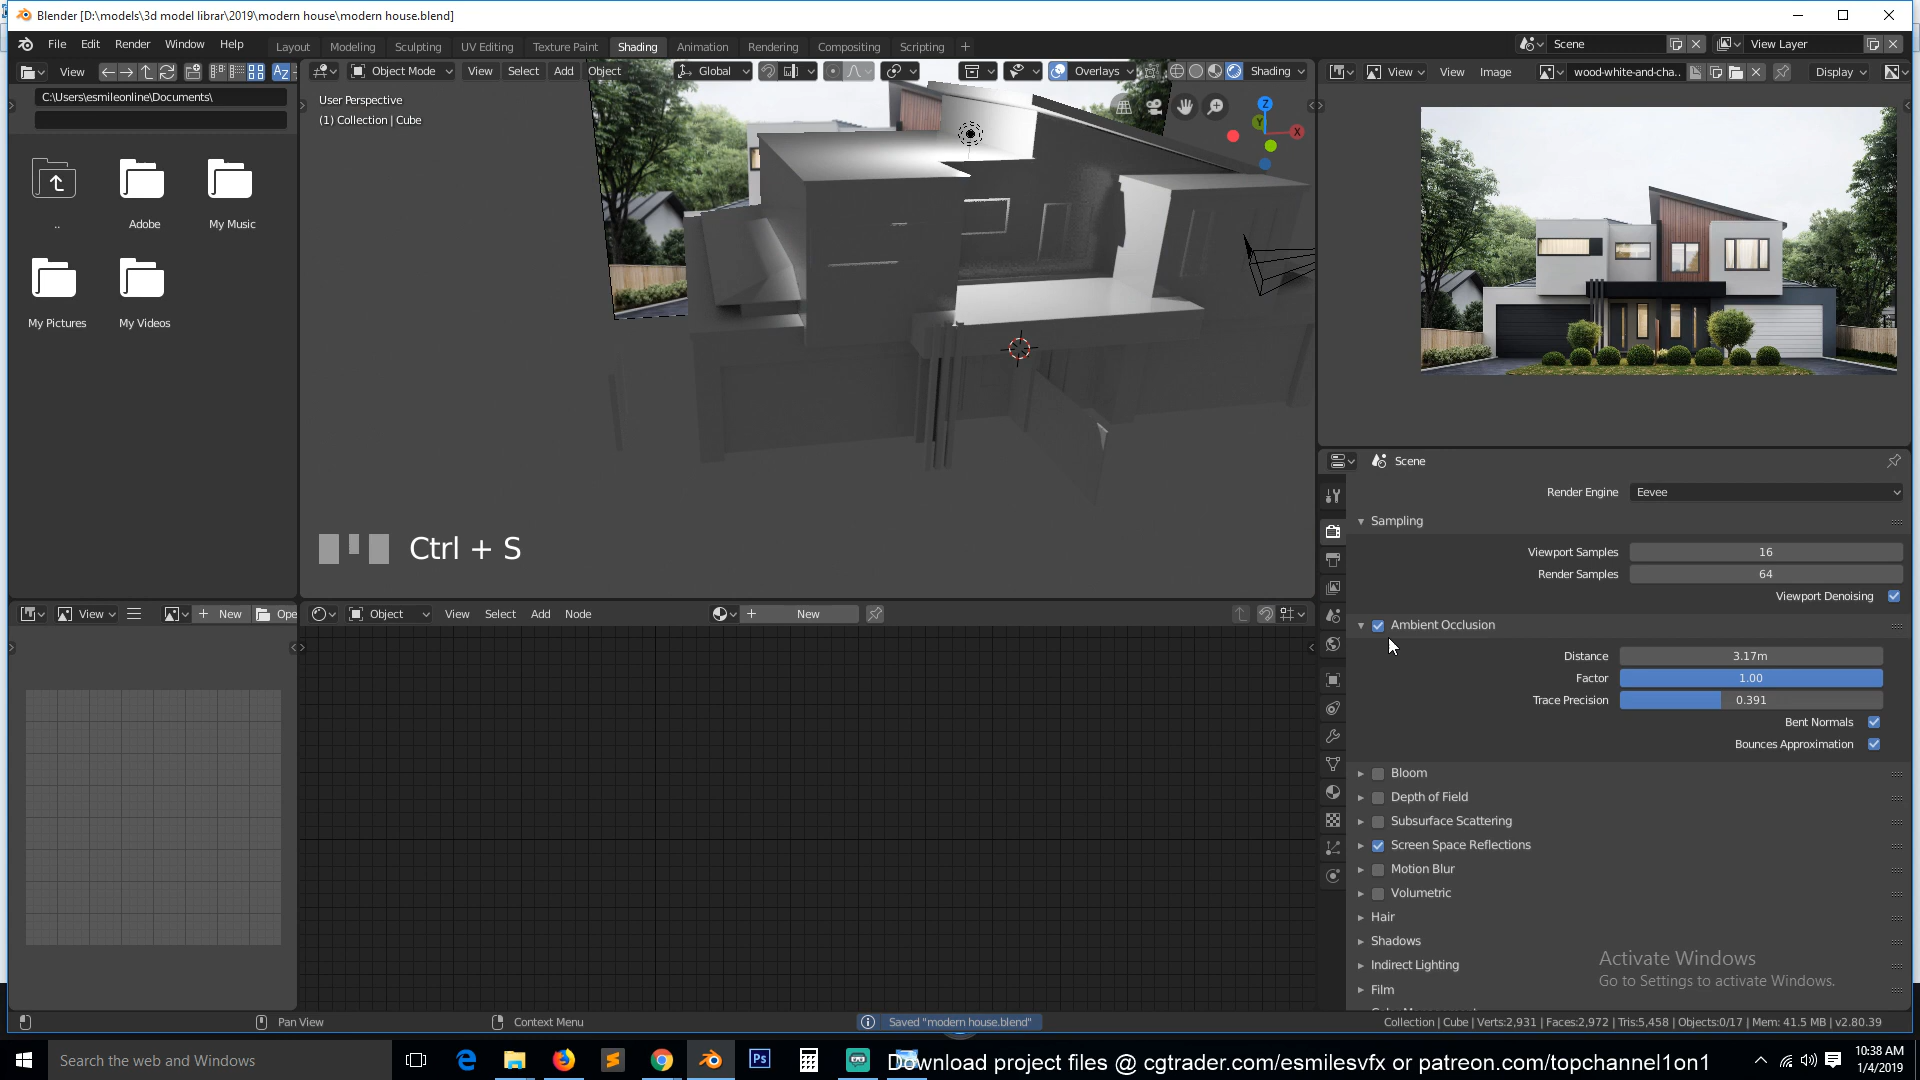 Blender [D:\models\3d model librar\2019\modern house\modern house.blend]
File Edit Render Window Help
Layout Modeling Sculpting UV Editing Texture Paint Shading Animation Rendering Compositing Scripting +
Scene
View Layer
View
Object Mode View Select Add Object Global Overlays Shading
View View Image wood-white-and-cha.. Display
C:\Users\esmileonline\Documents\
User Perspective
(1) Collection | Cube
Z
Y
X
..
Adobe
My Music
My Pictures
My Videos
Ctrl + S
Scene
Render Engine Eevee
Sampling
Viewport Samples 16
Render Samples 64
Viewport Denoising
Ambient Occlusion
Distance 3.17m
Factor 1.00
Trace Precision 0.391
Bent Normals
Bounces Approximation
Bloom
Depth of Field
Subsurface Scattering
Screen Space Reflections
Motion Blur
Volumetric
Hair
Shadows
Indirect Lighting
Film
View + New Ope
Object View Select Add Node + New
Activate Windows
Go to Settings to activate Windows.
Pan View
Context Menu
Saved "modern house.blend"
Collection | Cube | Verts:2,931 | Faces:2,972 | Tris:5,458 | Objects:0/17 | Mem: 41.5 MB | v2.80.39
Search the web and Windows
Ps
Download project files @ cgtrader.com/esmilesvfx or patreon.com/topchannel1on1
10:38 AM
1/4/2019